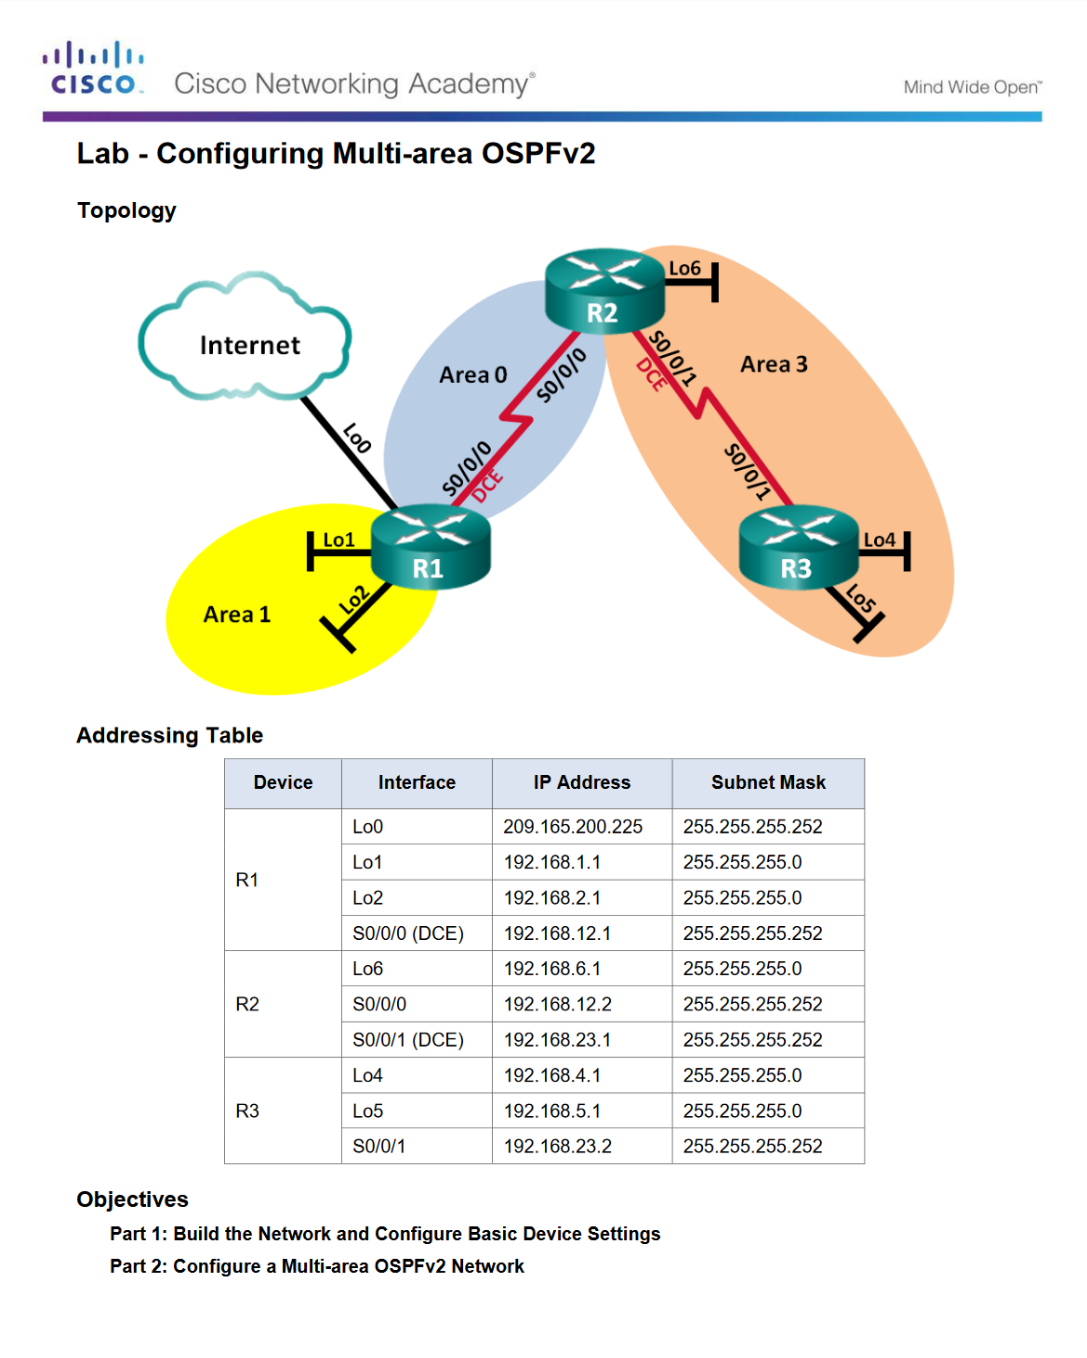 CISCO™ Cisco Networking Academy® Mind Wide Open™
Lab - Configuring Multi-area OSPFv2
Topology
Internet
Lo0
Area 0
S0/0/0
S0/0/0
DCE
R2
Lo6
S0/0/1
DCE
Area 3
S0/0/1
Lo1
Lo2
R1
Area 1
R3
Lo4
Lo5
Addressing Table
Device Interface IP Address Subnet Mask
R1
Lo0 209.165.200.225 255.255.255.252
Lo1 192.168.1.1 255.255.255.0
Lo2 192.168.2.1 255.255.255.0
S0/0/0 (DCE) 192.168.12.1 255.255.255.252
R2
Lo6 192.168.6.1 255.255.255.0
S0/0/0 192.168.12.2 255.255.255.252
S0/0/1 (DCE) 192.168.23.1 255.255.255.252
R3
Lo4 192.168.4.1 255.255.255.0
Lo5 192.168.5.1 255.255.255.0
S0/0/1 192.168.23.2 255.255.255.252
Objectives
Part 1: Build the Network and Configure Basic Device Settings
Part 2: Configure a Multi-area OSPFv2 Network